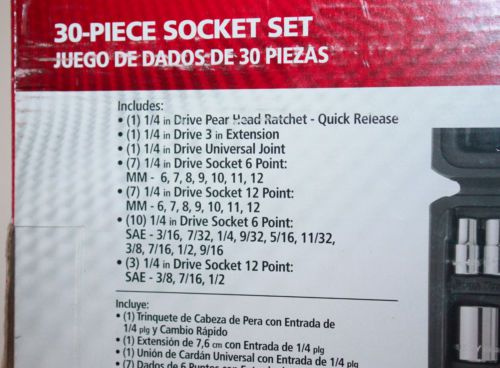 30-PIECE SOCKET SET
JUEGO DE DADOS DE 30 PIEZAS
Includes:
• (1) 1/4 in Drive Pear Head Ratchet - Quick Release
• (1) 1/4 in Drive 3 in Extension
• (1) 1/4 in Drive Universal Joint
• (7) 1/4 in Drive Socket 6 Point:
MM - 6, 7, 8, 9, 10, 11, 12
• (7) 1/4 in Drive Socket 12 Point:
MM - 6, 7, 8, 9, 10, 11, 12
• (10) 1/4 in Drive Socket 6 Point:
SAE - 3/16, 7/32, 1/4, 9/32, 5/16, 11/32,
3/8, 7/16, 1/2, 9/16
• (3) 1/4 in Drive Socket 12 Point:
SAE - 3/8, 7/16, 1/2
Incluye:
• (1) Trinquete de Cabeza de Pera con Entrada de
1/4 plg y Cambio Rápido
• (1) Extensión de 7,6 cm con Entrada de 1/4 plg
• (1) Unión de Cardán Universal con Entrada de 1/4 plg
• (7) Dados de 6 Puntos con Entrada